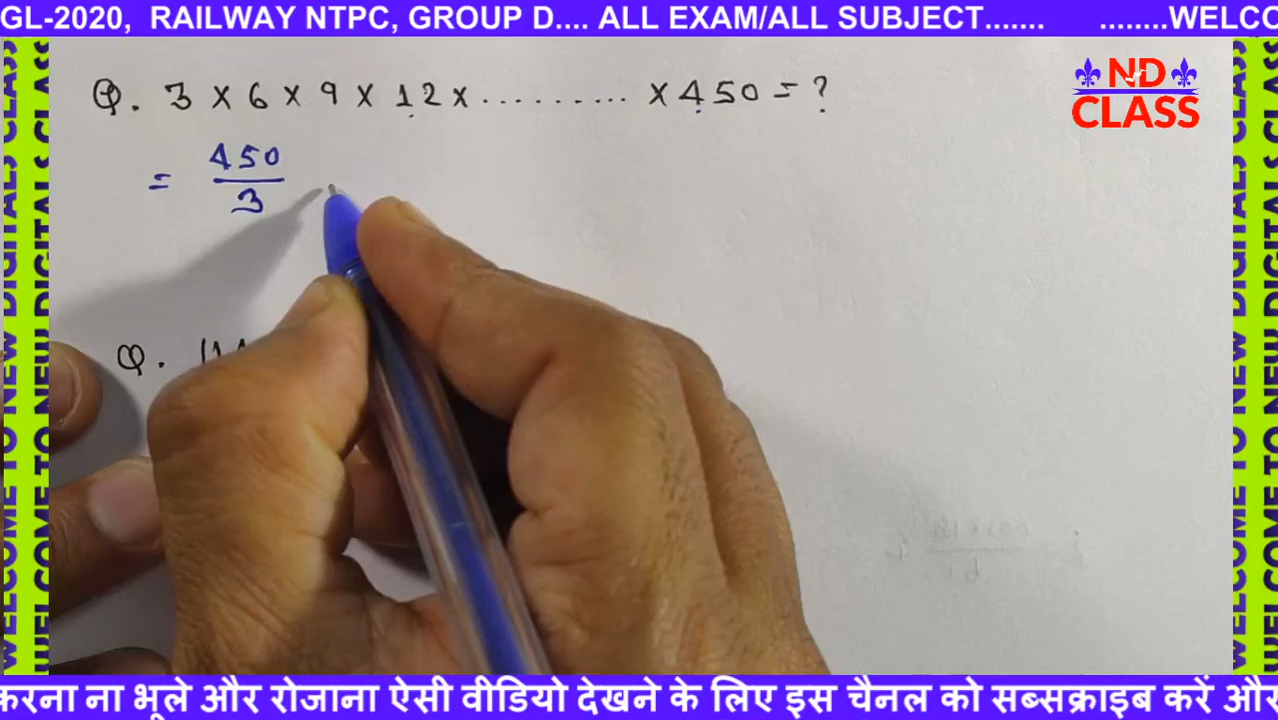 GL-2020, RAILWAY NTPC, GROUP D.... ALL EXAM/ALL SUBJECT....... ........WELCO
ND
CLASS
Q. 3 x 6 x 9 x 12 x .......... x 450 = ?
= 450/3
Q.
WELCOME TO NEW DIGITALS CLASS
WELCOME TO NEW DIGITALS CLASS
करना ना भूले और रोजाना ऐसी वीडियो देखने के लिए इस चैनल को सब्सक्राइब करें और